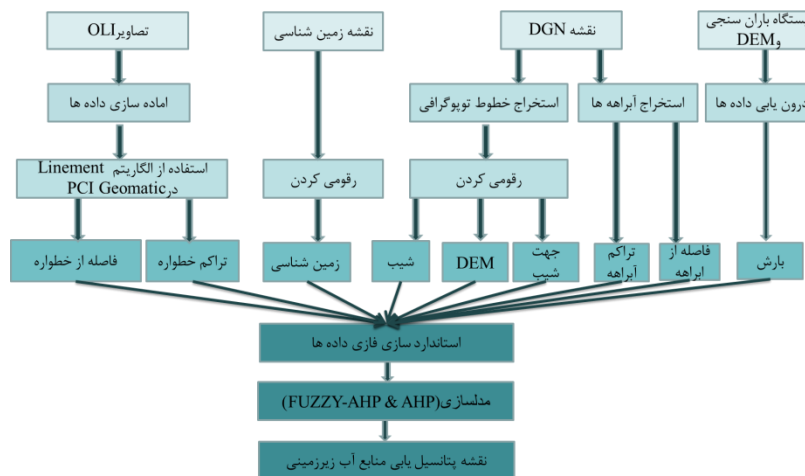 تصاویرOLI
نقشه زمین شناسی
نقشه DGN
ستگاه باران سنجی
وDEM
اماده سازی داده ها
استخراج خطوط توپوگرافی
استخراج آبراهه ها
درون یابی داده ها
استفاده از الگاریتم Linement
درPCI Geomatic
رقومی کردن
رقومی کردن
فاصله از خطواره
تراکم خطواره
زمین شناسی
شیب
DEM
جهت
شیب
تراکم
آبراهه
فاصله از
ابراهه
بارش
استاندارد سازی فازی داده ها
مدلسازی(FUZZY-AHP & AHP)
نقشه پتانسیل یابی منابع آب زیرزمینی